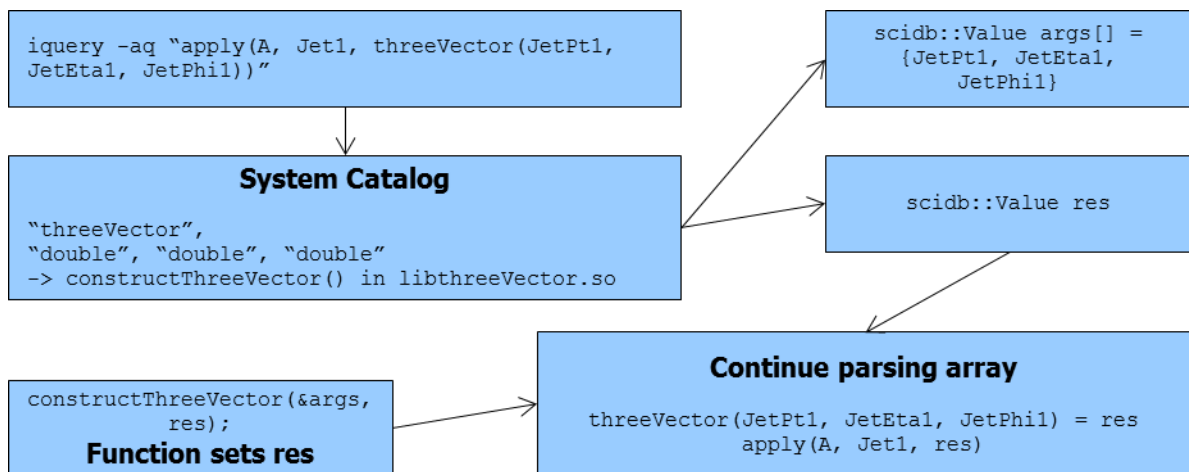 iquery -aq “apply(A, Jet1, threeVector(JetPt1,
JetEta1, JetPhi1))”
scidb::Value args[] =
{JetPt1, JetEta1,
JetPhi1}
System Catalog
“threeVector”,
“double”, “double”, “double”
-> constructThreeVector() in libthreeVector.so
scidb::Value res
constructThreeVector(&args,
res);
Function sets res
Continue parsing array
threeVector(JetPt1, JetEta1, JetPhi1) = res
apply(A, Jet1, res)